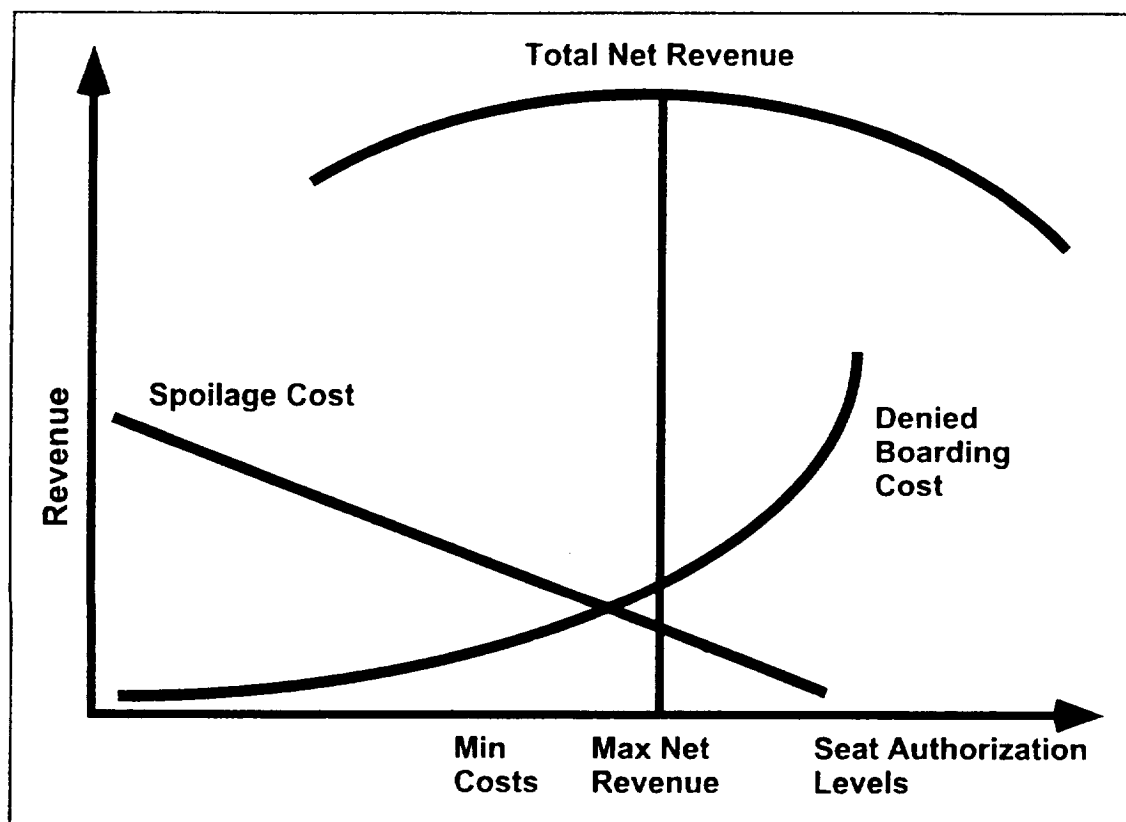 Total Net Revenue
Spoilage Cost
Denied
Boarding
Cost
Revenue
Min
Costs
Max Net
Revenue
Seat Authorization
Levels